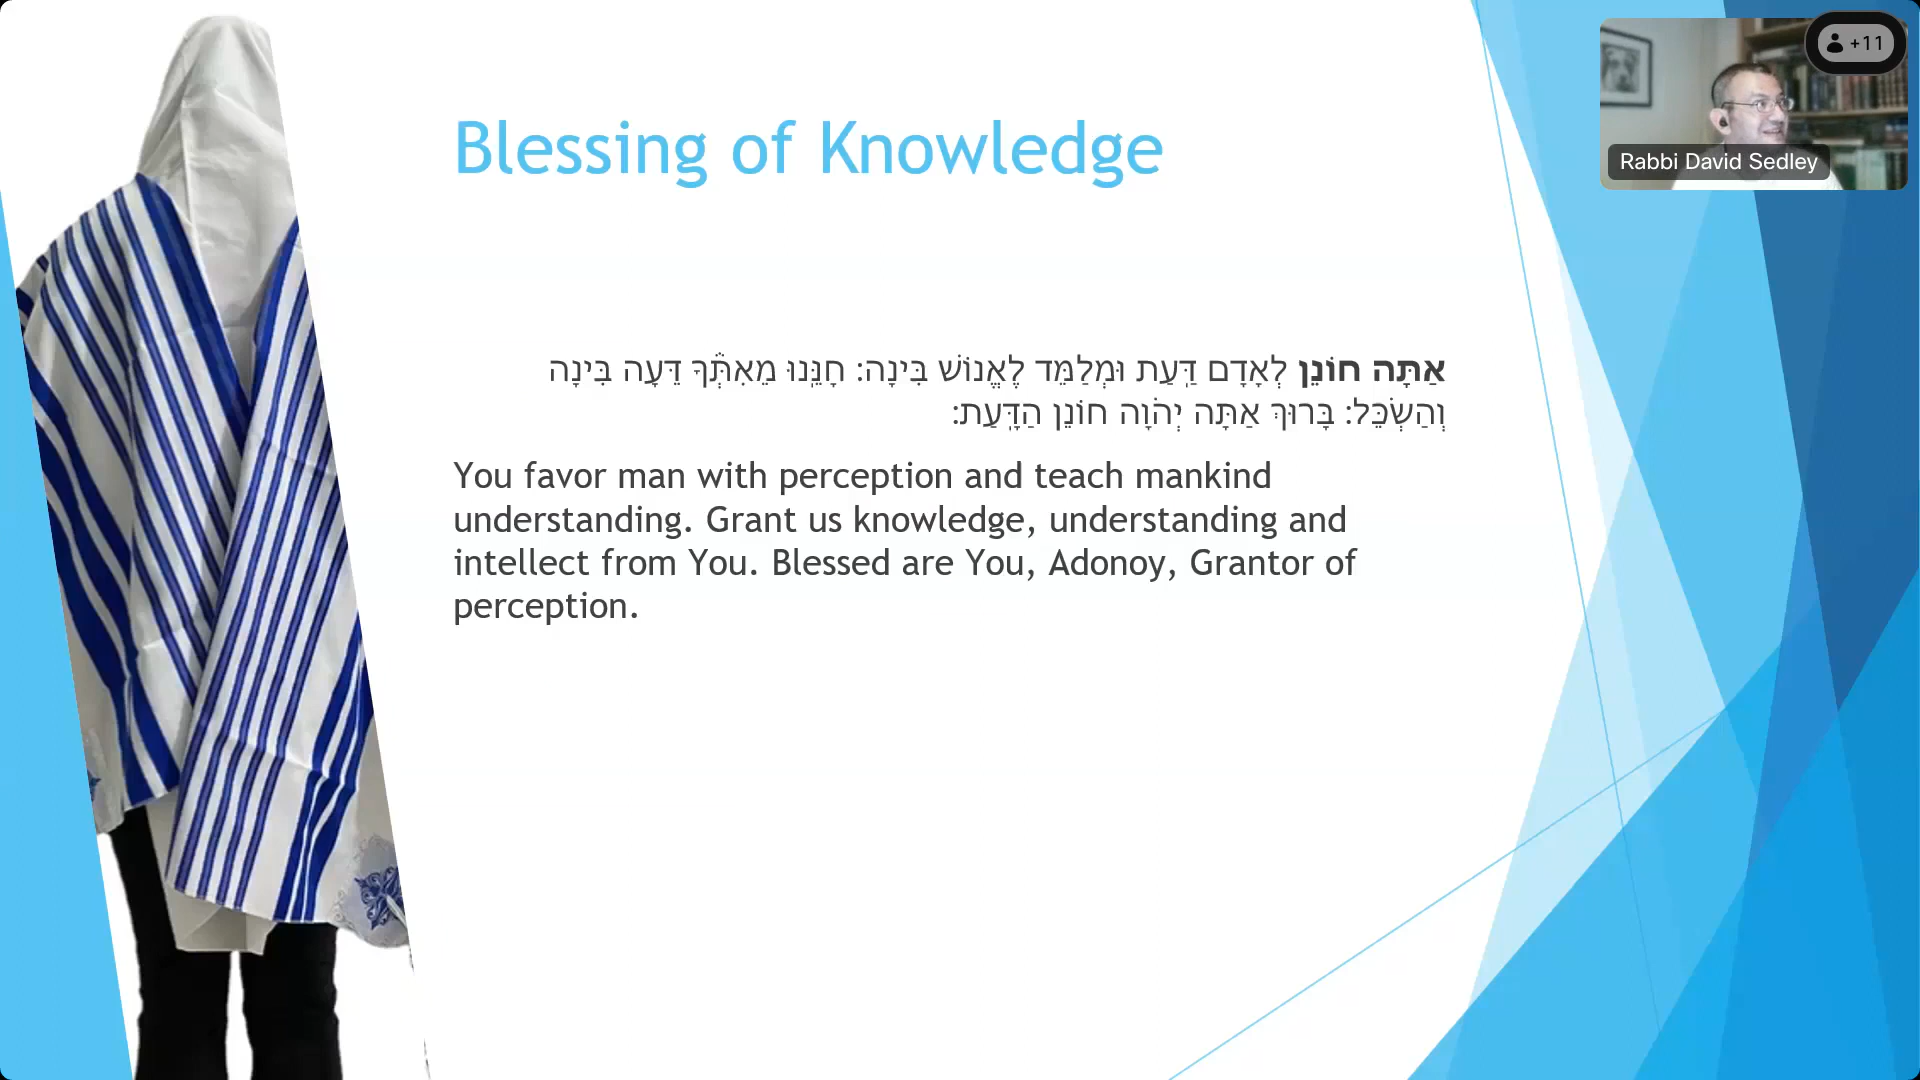 Blessing of Knowledge
אַתָּה חוֹנֵן לְאָדָם דַּֽעַת וּמְלַמֵּד לֶאֱנוֹשׁ בִּינָה: חָנֵּֽנוּ מֵאִתְּ֒ךָ דֵּעָה בִּינָה
וְהַשְׂכֵּל: בָּרוּךְ אַתָּה יְהֹוָה חוֹנֵן הַדָּֽעַת:
You favor man with perception and teach mankind
understanding. Grant us knowledge, understanding and
intellect from You. Blessed are You, Adonoy, Grantor of
perception.
+11
Rabbi David Sedley